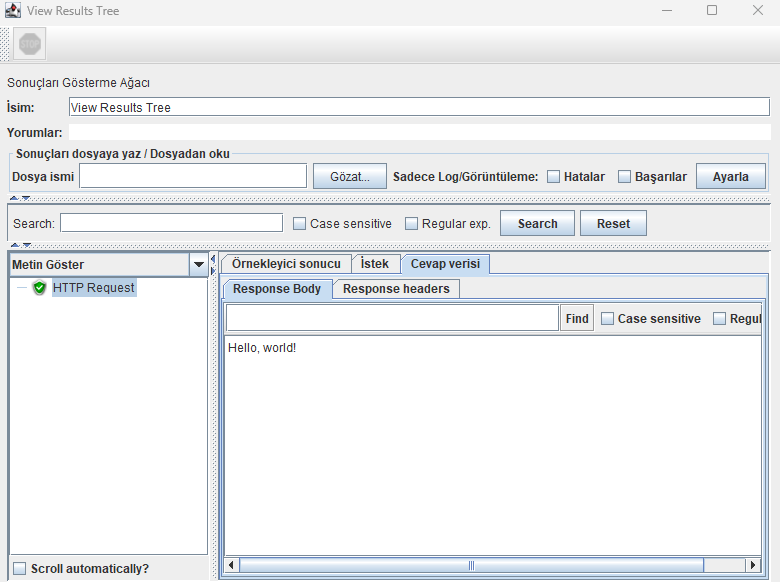 View Results Tree
STOP
Sonuçları Gösterme Ağacı
İsim: View Results Tree
Yorumlar:
Sonuçları dosyaya yaz / Dosyadan oku
Dosya ismi Gözat... Sadece Log/Görüntüleme: Hatalar Başarılar Ayarla
Search: Case sensitive Regular exp. Search Reset
Metin Göster
HTTP Request
Scroll automatically?
Örnekleyici sonucu İstek Cevap verisi
Response Body Response headers
Find Case sensitive Regul
Hello, world!